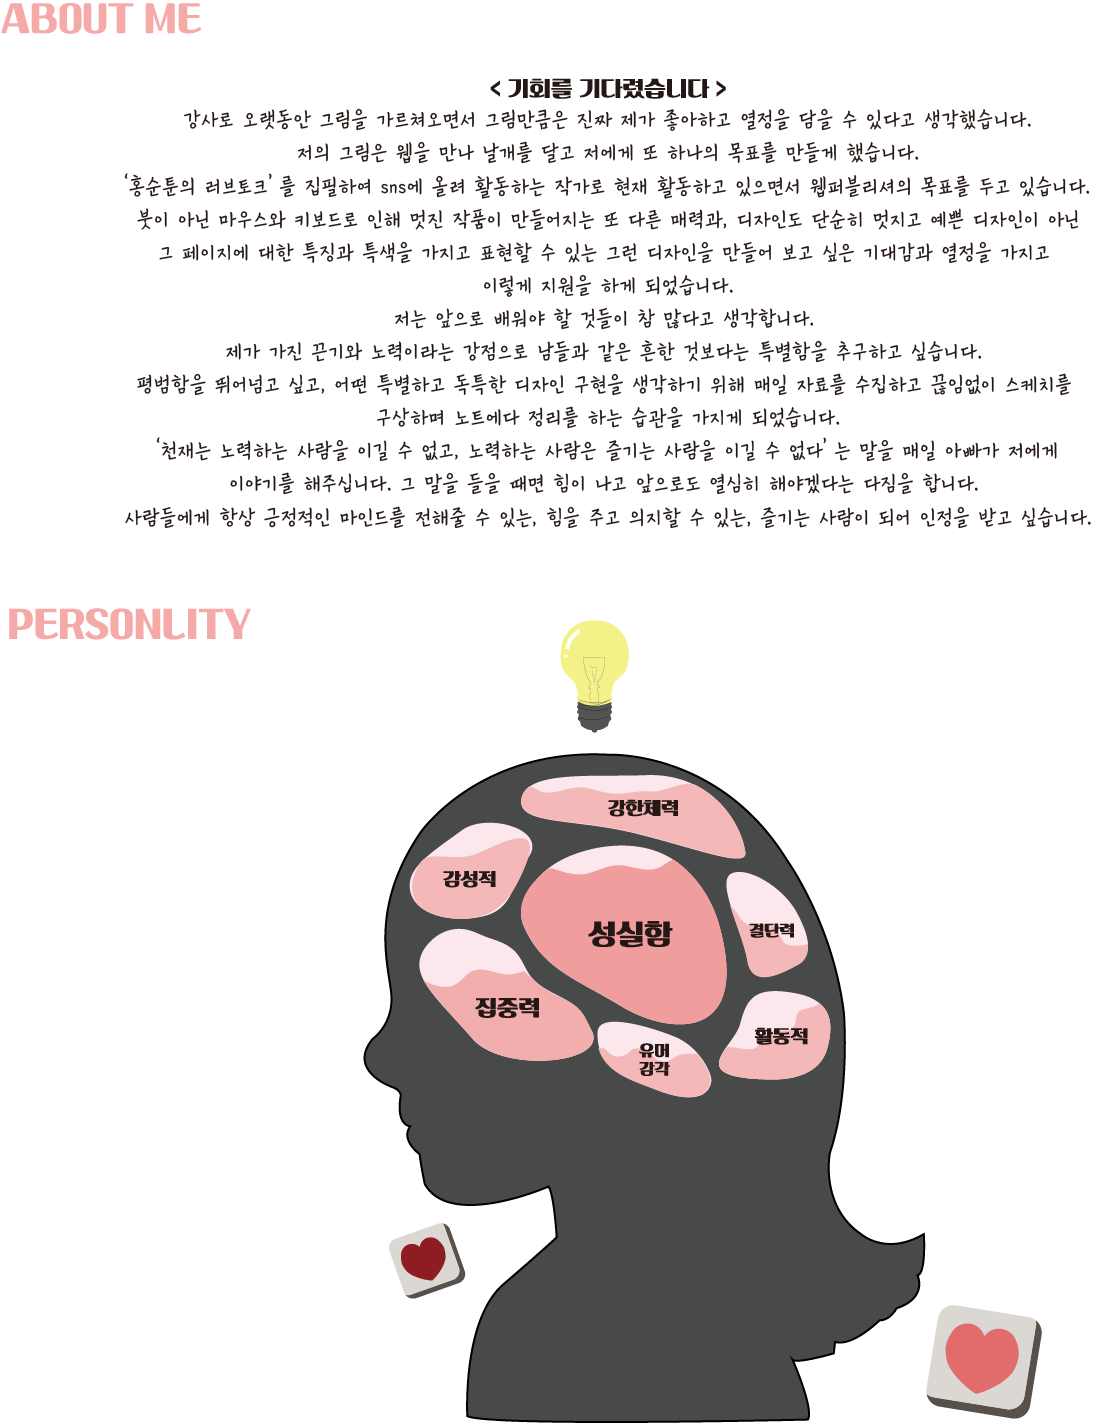 ABOUT ME
< 기회를 기다렸습니다 >
강사로 오랫동안 그림을 가르쳐오면서 그림만큼은 진짜 제가 좋아하고 열정을 담을 수 있다고 생각했습니다.
저의 그림은 웹을 만나 날개를 달고 저에게 또 하나의 목표를 만들게 했습니다.
‘홍순툰의 러브토크’ 를 집필하여 sns에 올려 활동하는 작가로 현재 활동하고 있으면서 웹퍼블리셔의 목표를 두고 있습니다.
붓이 아닌 마우스와 키보드로 인해 멋진 작품이 만들어지는 또 다른 매력과, 디자인도 단순히 멋지고 예쁜 디자인이 아닌
그 페이지에 대한 특징과 특색을 가지고 표현할 수 있는 그런 디자인을 만들어 보고 싶은 기대감과 열정을 가지고
이렇게 지원을 하게 되었습니다.
저는 앞으로 배워야 할 것들이 참 많다고 생각합니다.
제가 가진 끈기와 노력이라는 강점으로 남들과 같은 흔한 것보다는 특별함을 추구하고 싶습니다.
평범함을 뛰어넘고 싶고, 어떤 특별하고 독특한 디자인 구현을 생각하기 위해 매일 자료를 수집하고 끊임없이 스케치를
구상하며 노트에다 정리를 하는 습관을 가지게 되었습니다.
‘천재는 노력하는 사람을 이길 수 없고, 노력하는 사람은 즐기는 사람을 이길 수 없다’ 는 말을 매일 아빠가 저에게
이야기를 해주십니다. 그 말을 들을 때면 힘이 나고 앞으로도 열심히 해야겠다는 다짐을 합니다.
사람들에게 항상 긍정적인 마인드를 전해줄 수 있는, 힘을 주고 의지할 수 있는, 즐기는 사람이 되어 인정을 받고 싶습니다.
PERSONLITY
강한체력
감성적
성실함
결단력
집중력
활동적
유머
감각